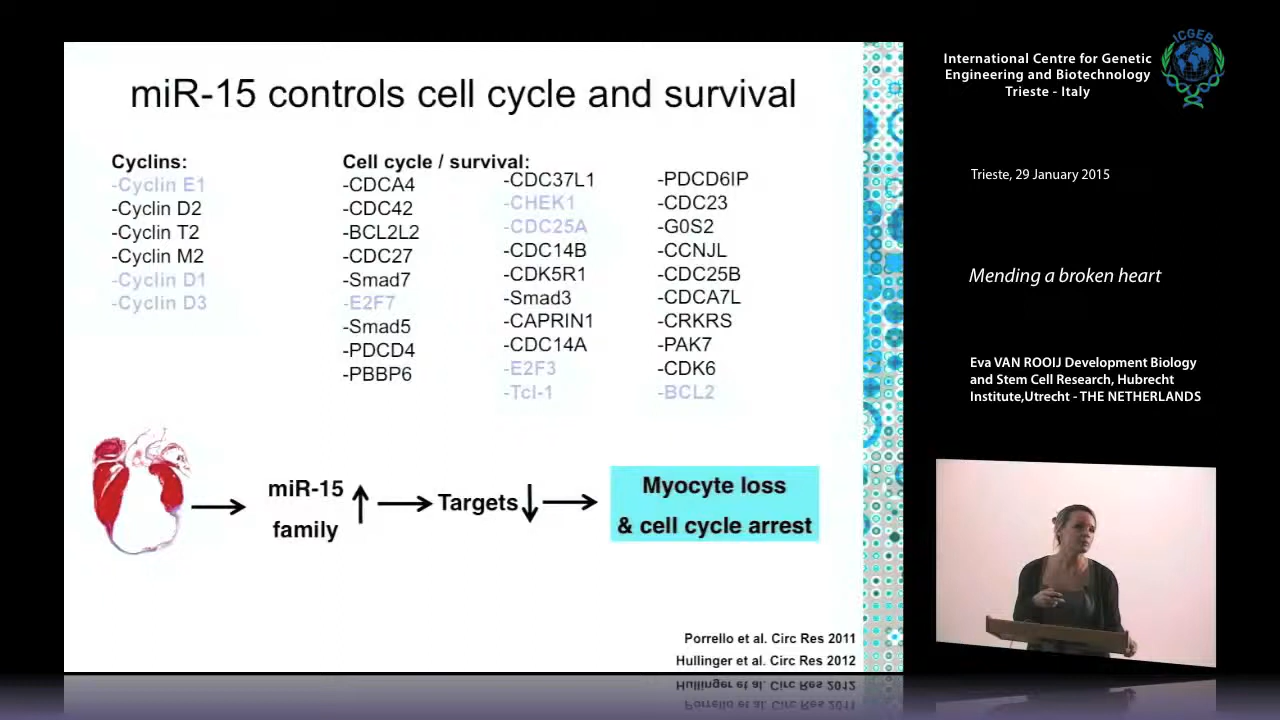 miR-15 controls cell cycle and survival
Cyclins:
-Cyclin E1
-Cyclin D2
-Cyclin T2
-Cyclin M2
-Cyclin D1
-Cyclin D3
Cell cycle / survival:
-CDCA4
-CDC42
-BCL2L2
-CDC27
-Smad7
-E2F7
-Smad5
-PDCD4
-PBBP6
-CDC37L1
-CHEK1
-CDC25A
-CDC14B
-CDK5R1
-Smad3
-CAPRIN1
-CDC14A
-E2F3
-Tcl-1
-PDCD6IP
-CDC23
-G0S2
-CCNJL
-CDC25B
-CDCA7L
-CRKRS
-PAK7
-CDK6
-BCL2
miR-15
family
Targets
Myocyte loss
& cell cycle arrest
Porrello et al. Circ Res 2011
Hullinger et al. Circ Res 2012
International Centre for Genetic
Engineering and Biotechnology
Trieste - Italy
ICGEB
Trieste, 29 January 2015
Mending a broken heart
Eva VAN ROOIJ Development Biology
and Stem Cell Research, Hubrecht
Institute,Utrecht - THE NETHERLANDS